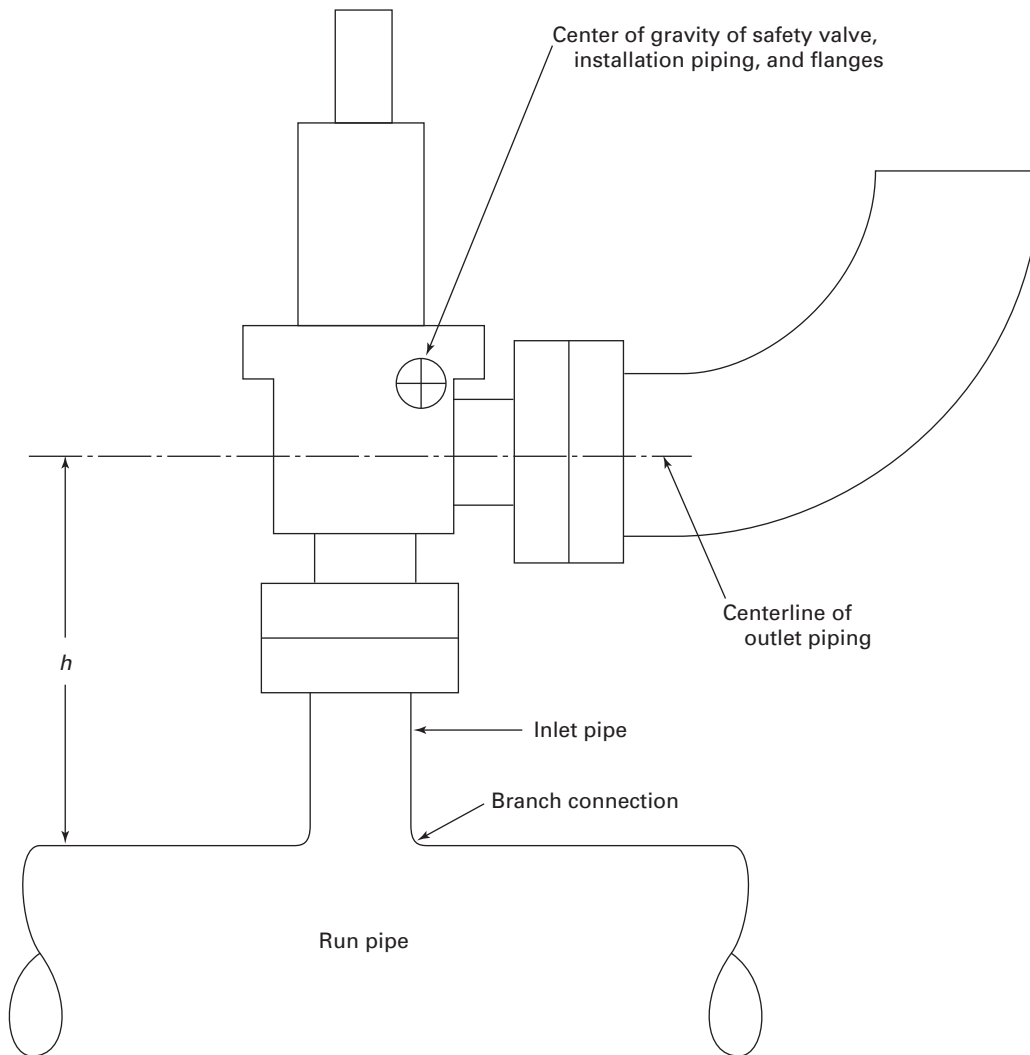 Center of gravity of safety valve,
installation piping, and flanges
Centerline of
outlet piping
h
Inlet pipe
Branch connection
Run pipe